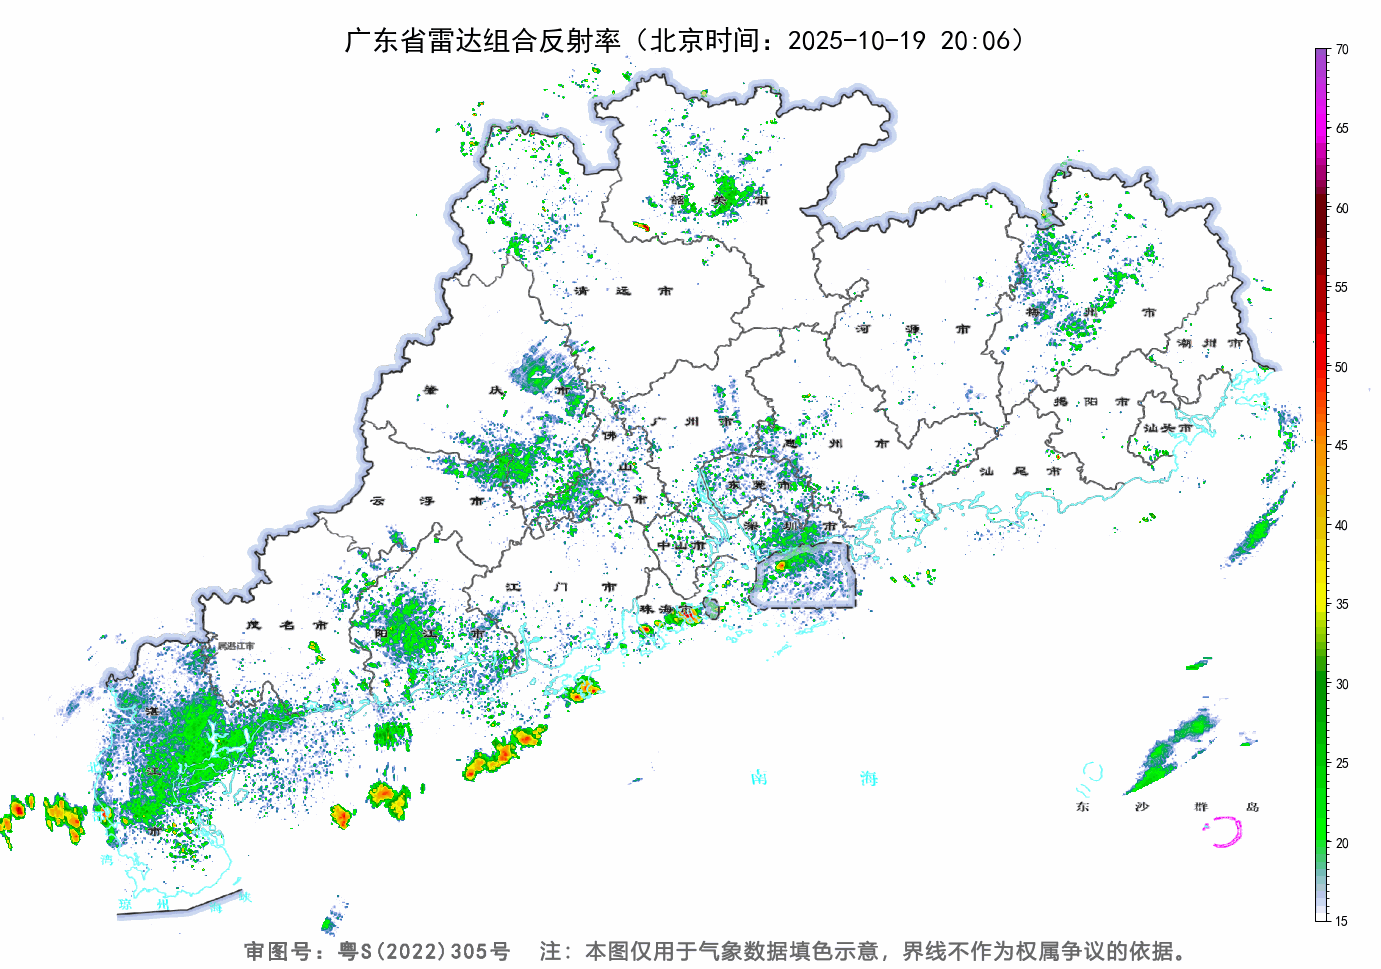 广东省雷达组合反射率（北京时间：2025-10-19 20:06）
70
65
60
55
50
45
40
35
30
25
20
15
韶关市
清远市
河源市
梅州市
潮州市
肇庆市
广州市
佛山市
惠州市
揭阳市
汕头市
汕尾市
东莞市
云浮市
深圳市
中山市
江门市
珠海市
茂名市
阳江市
属湛江市
湛江市
南海
东沙群岛
北
湾
琼州海峡
审图号：粤S(2022)305号 注：本图仅用于气象数据填色示意，界线不作为权属争议的依据。